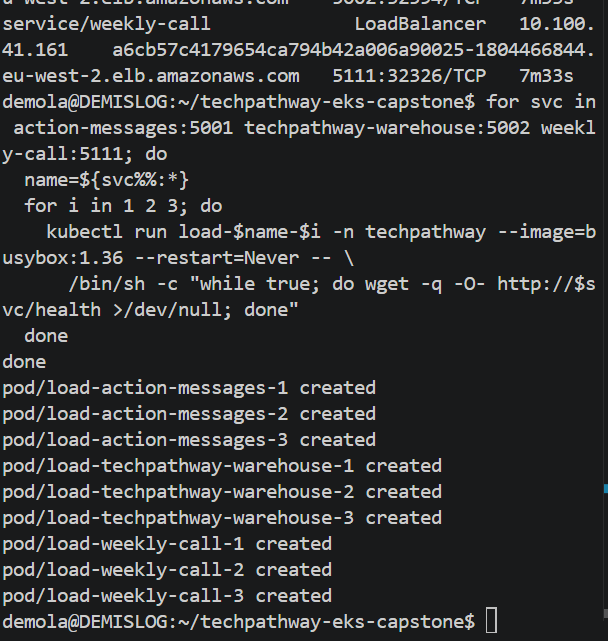 service/weekly-call             LoadBalancer   10.100.
41.161    a6cb57c4179654ca794b42a006a90025-1804466844.
eu-west-2.elb.amazonaws.com   5111:32326/TCP   7m33s
demola@DEMISLOG:~/techpathway-eks-capstone$ for svc in
 action-messages:5001 techpathway-warehouse:5002 weekl
y-call:5111; do
  name=${svc%%:*}
  for i in 1 2 3; do
    kubectl run load-$name-$i -n techpathway --image=b
usybox:1.36 --restart=Never -- \
      /bin/sh -c "while true; do wget -q -O- http://$s
vc/health >/dev/null; done"
  done
done
pod/load-action-messages-1 created
pod/load-action-messages-2 created
pod/load-action-messages-3 created
pod/load-techpathway-warehouse-1 created
pod/load-techpathway-warehouse-2 created
pod/load-techpathway-warehouse-3 created
pod/load-weekly-call-1 created
pod/load-weekly-call-2 created
pod/load-weekly-call-3 created
demola@DEMISLOG:~/techpathway-eks-capstone$